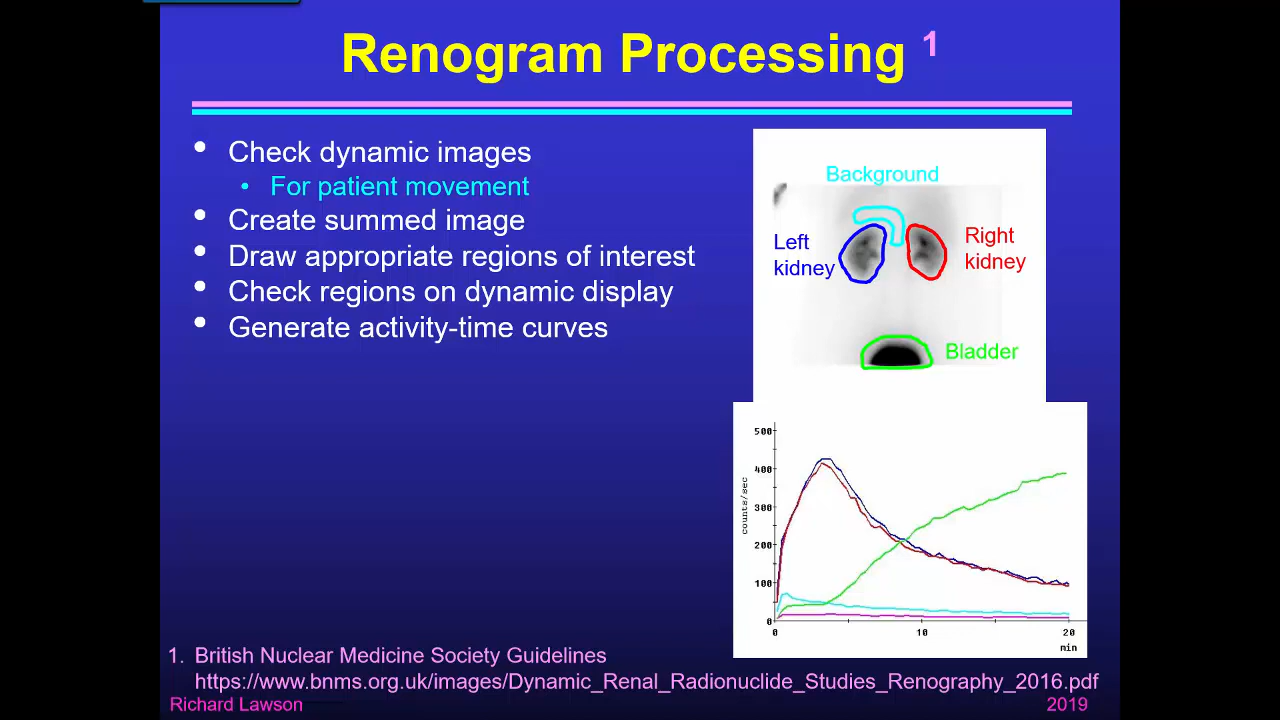 Renogram Processing 1
• Check dynamic images
• For patient movement
• Create summed image
• Draw appropriate regions of interest
• Check regions on dynamic display
• Generate activity-time curves
Background
Left
kidney
Right
kidney
Bladder
500
400
300
200
100
0
counts/sec
0
10
20
min
1. British Nuclear Medicine Society Guidelines
https://www.bnms.org.uk/images/Dynamic_Renal_Radionuclide_Studies_Renography_2016.pdf
Richard Lawson
2019